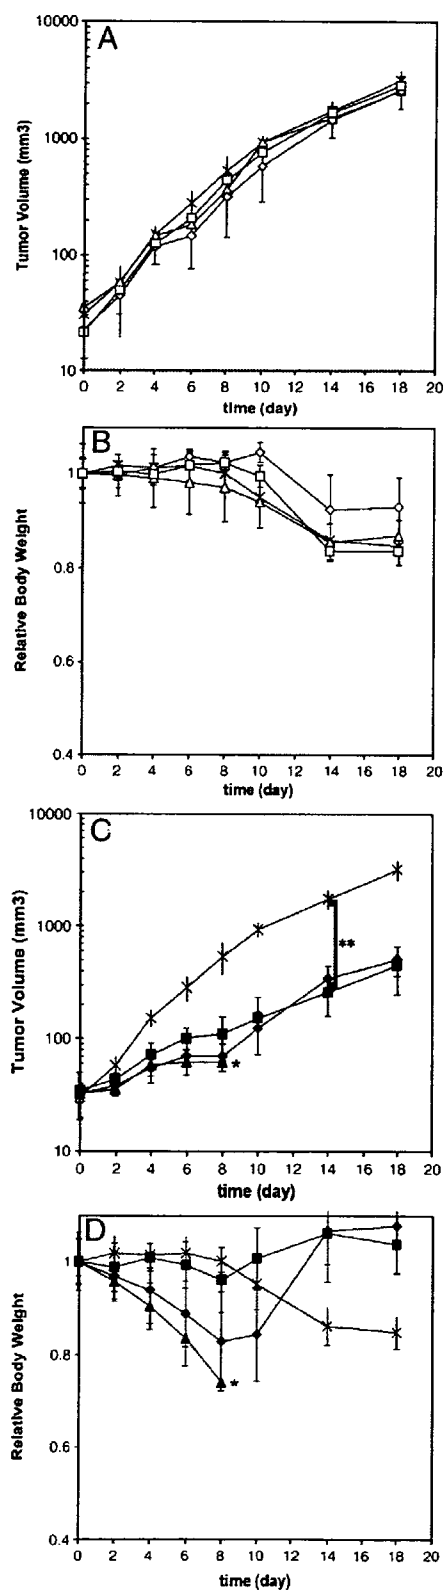 A
10000
1000
100
10
Tumor Volume (mm3)
0 2 4 6 8 10 12 14 16 18 20
time (day)
B
1
0.8
0.6
0.4
Relative Body Weight
0 2 4 6 8 10 12 14 16 18 20
time (day)
C
10000
1000
100
10
Tumor Volume (mm3)
**
*
0 2 4 6 8 10 12 14 16 18 20
time (day)
D
1
0.8
0.6
0.4
Relative Body Weight
*
0 2 4 6 8 10 12 14 16 18 20
time (day)